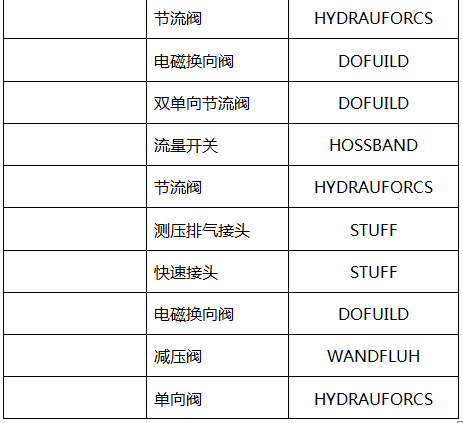 节流阀 HYDRAUFORCS
电磁换向阀 DOFUILD
双单向节流阀 DOFUILD
流量开关 HOSSBAND
节流阀 HYDRAUFORCS
测压排气接头 STUFF
快速接头 STUFF
电磁换向阀 DOFUILD
减压阀 WANDFLUH
单向阀 HYDRAUFORCS